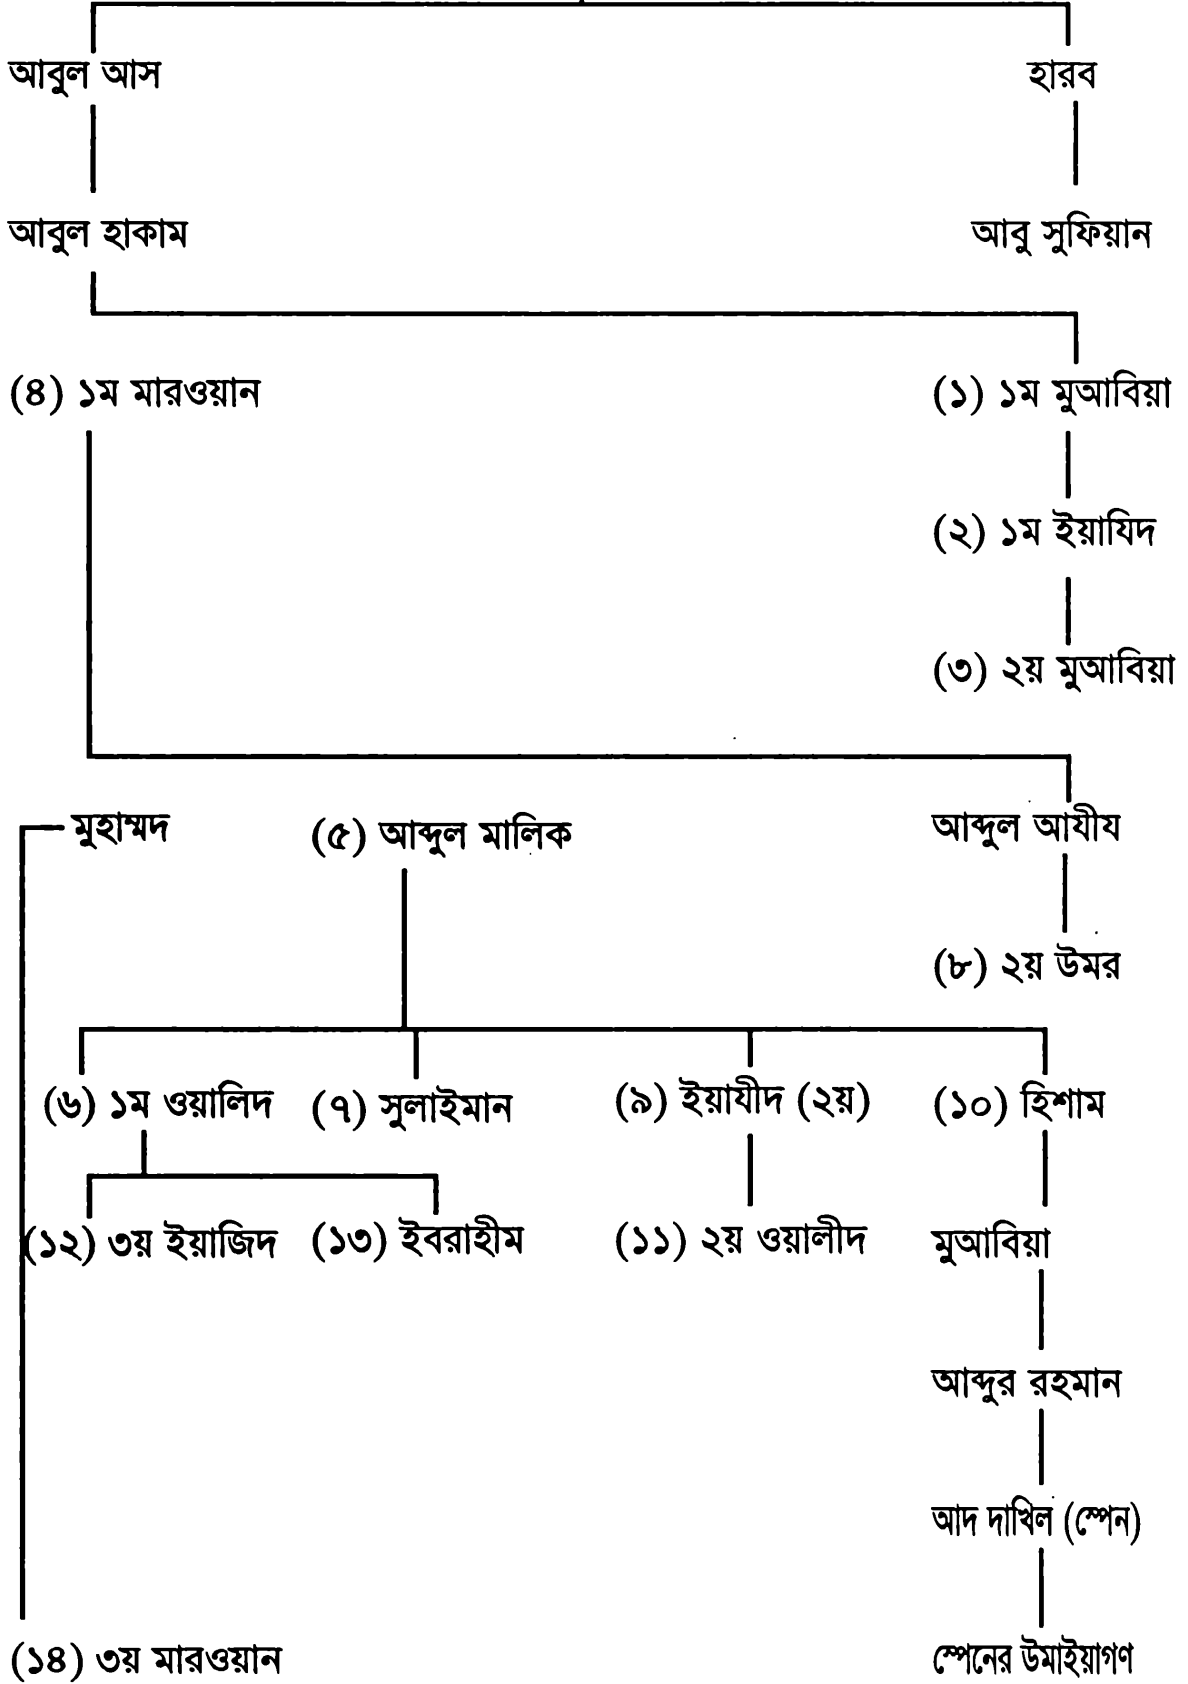 আবুল আস হারব
আবুল হাকাম আবু সুফিয়ান
(৪) ১ম মারওয়ান (১) ১ম মুআবিয়া
(২) ১ম ইয়াযিদ
(৩) ২য় মুআবিয়া
মুহাম্মদ (৫) আব্দুল মালিক আব্দুল আযীয
(৮) ২য় উমর
(৬) ১ম ওয়ালিদ (৭) সুলাইমান (৯) ইয়াযীদ (২য়) (১০) হিশাম
(১২) ৩য় ইয়াজিদ (১৩) ইবরাহীম (১১) ২য় ওয়ালীদ মুআবিয়া
আব্দুর রহমান
আদ দাখিল (স্পেন)
(১৪) ৩য় মারওয়ান স্পেনের উমাইয়াগণ